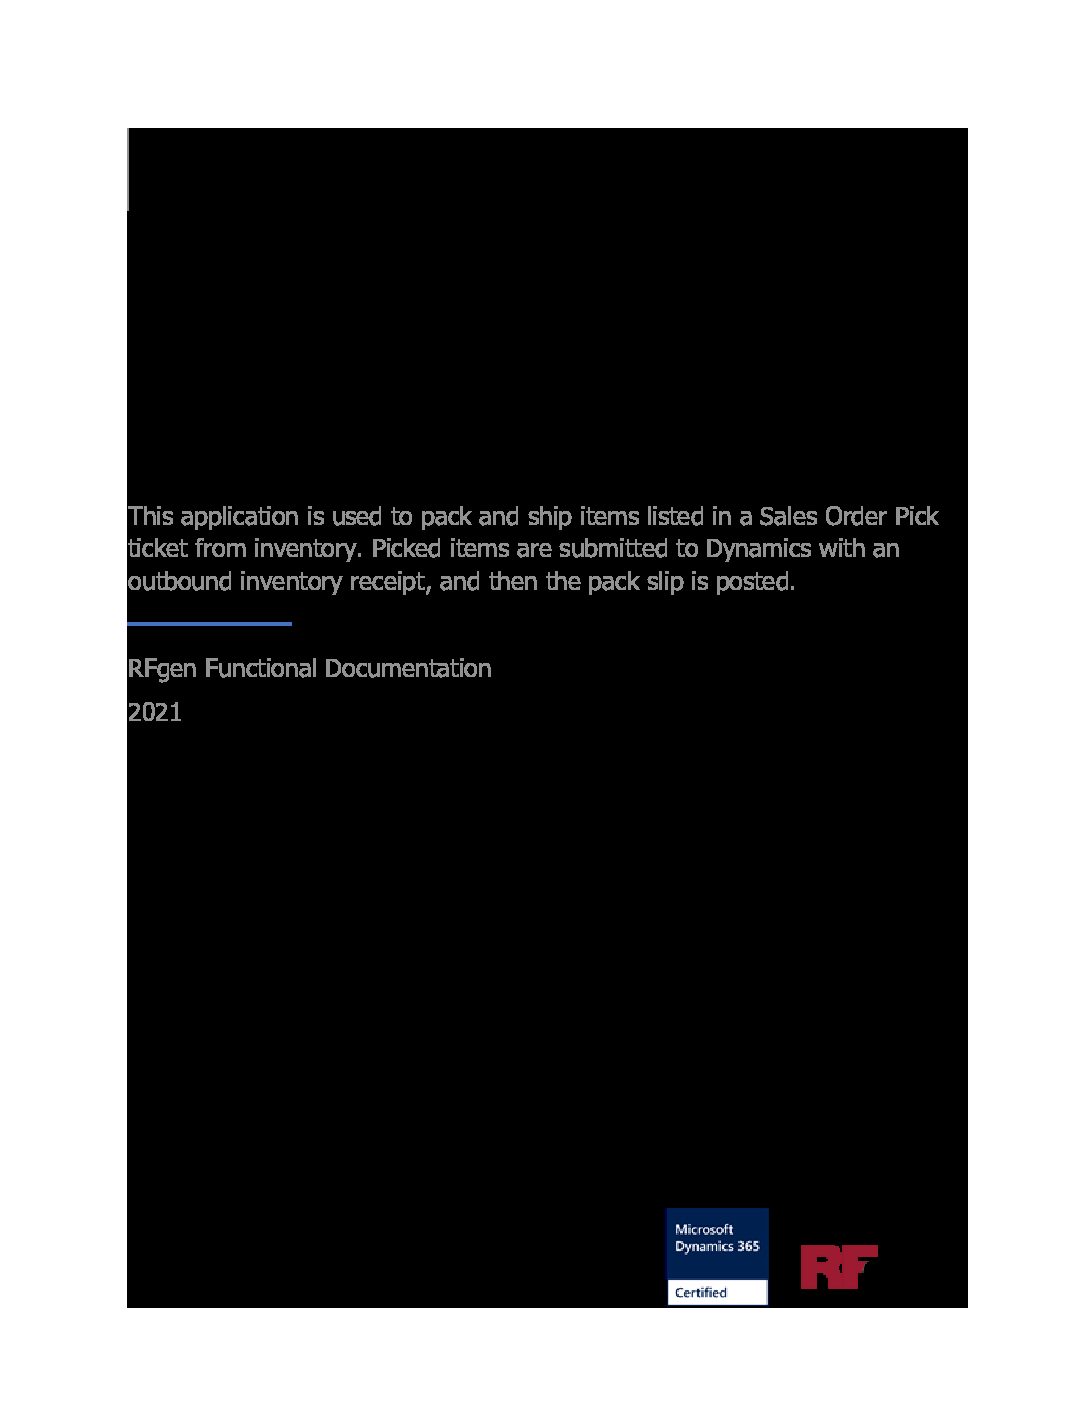 This application is used to pack and ship items listed in a Sales Order Pick
ticket from inventory. Picked items are submitted to Dynamics with an
outbound inventory receipt, and then the pack slip is posted.
RFgen Functional Documentation
2021
Microsoft
Dynamics 365
Certified
RF